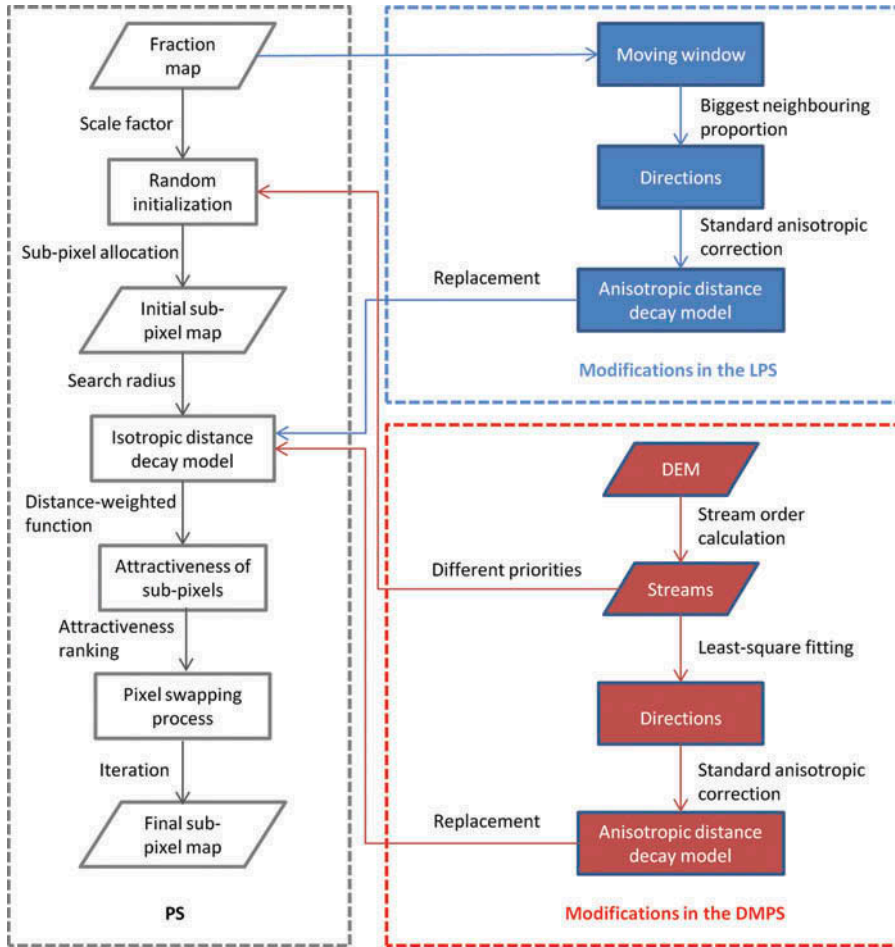 Fraction
map
Scale factor
Random
initialization
Sub-pixel allocation
Initial sub-
pixel map
Search radius
Isotropic distance
decay model
Distance-weighted
function
Attractiveness of
sub-pixels
Attractiveness
ranking
Pixel swapping
process
Iteration
Final sub-
pixel map
PS
Moving window
Biggest neighbouring
proportion
Directions
Standard anisotropic
correction
Replacement
Anisotropic distance
decay model
Modifications in the LPS
DEM
Stream order
calculation
Different priorities
Streams
Least-square fitting
Directions
Standard anisotropic
correction
Replacement
Anisotropic distance
decay model
Modifications in the DMPS